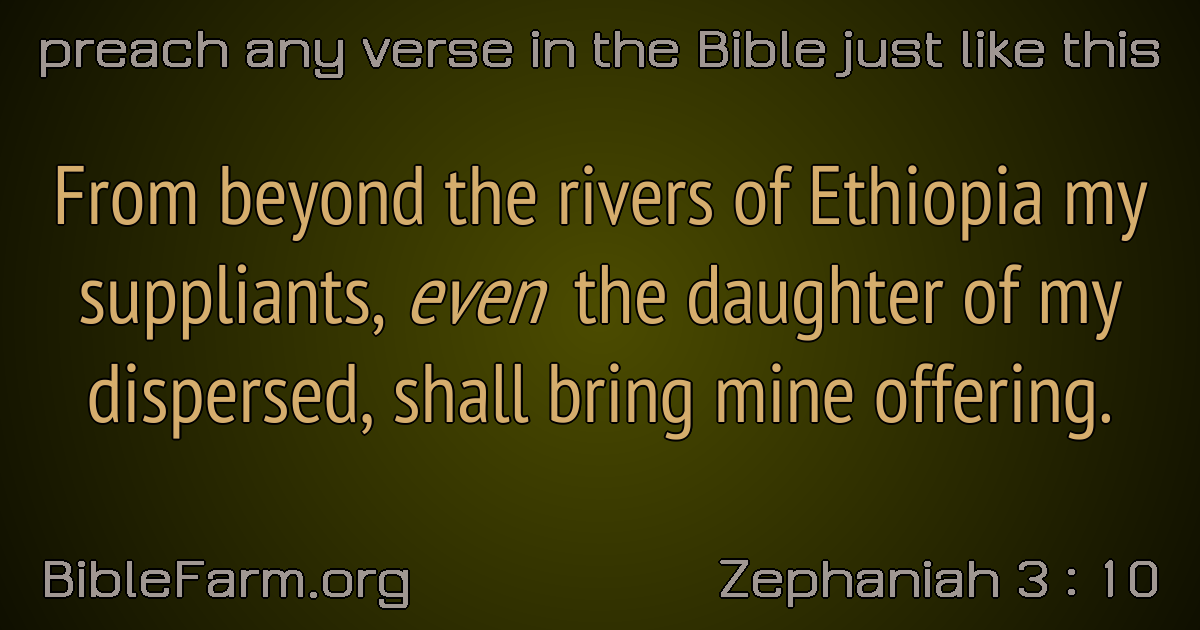 preach any verse in the Bible just like this
From beyond the rivers of Ethiopia my
suppliants, even the daughter of my
dispersed, shall bring mine offering.
BibleFarm.org
Zephaniah 3 : 10